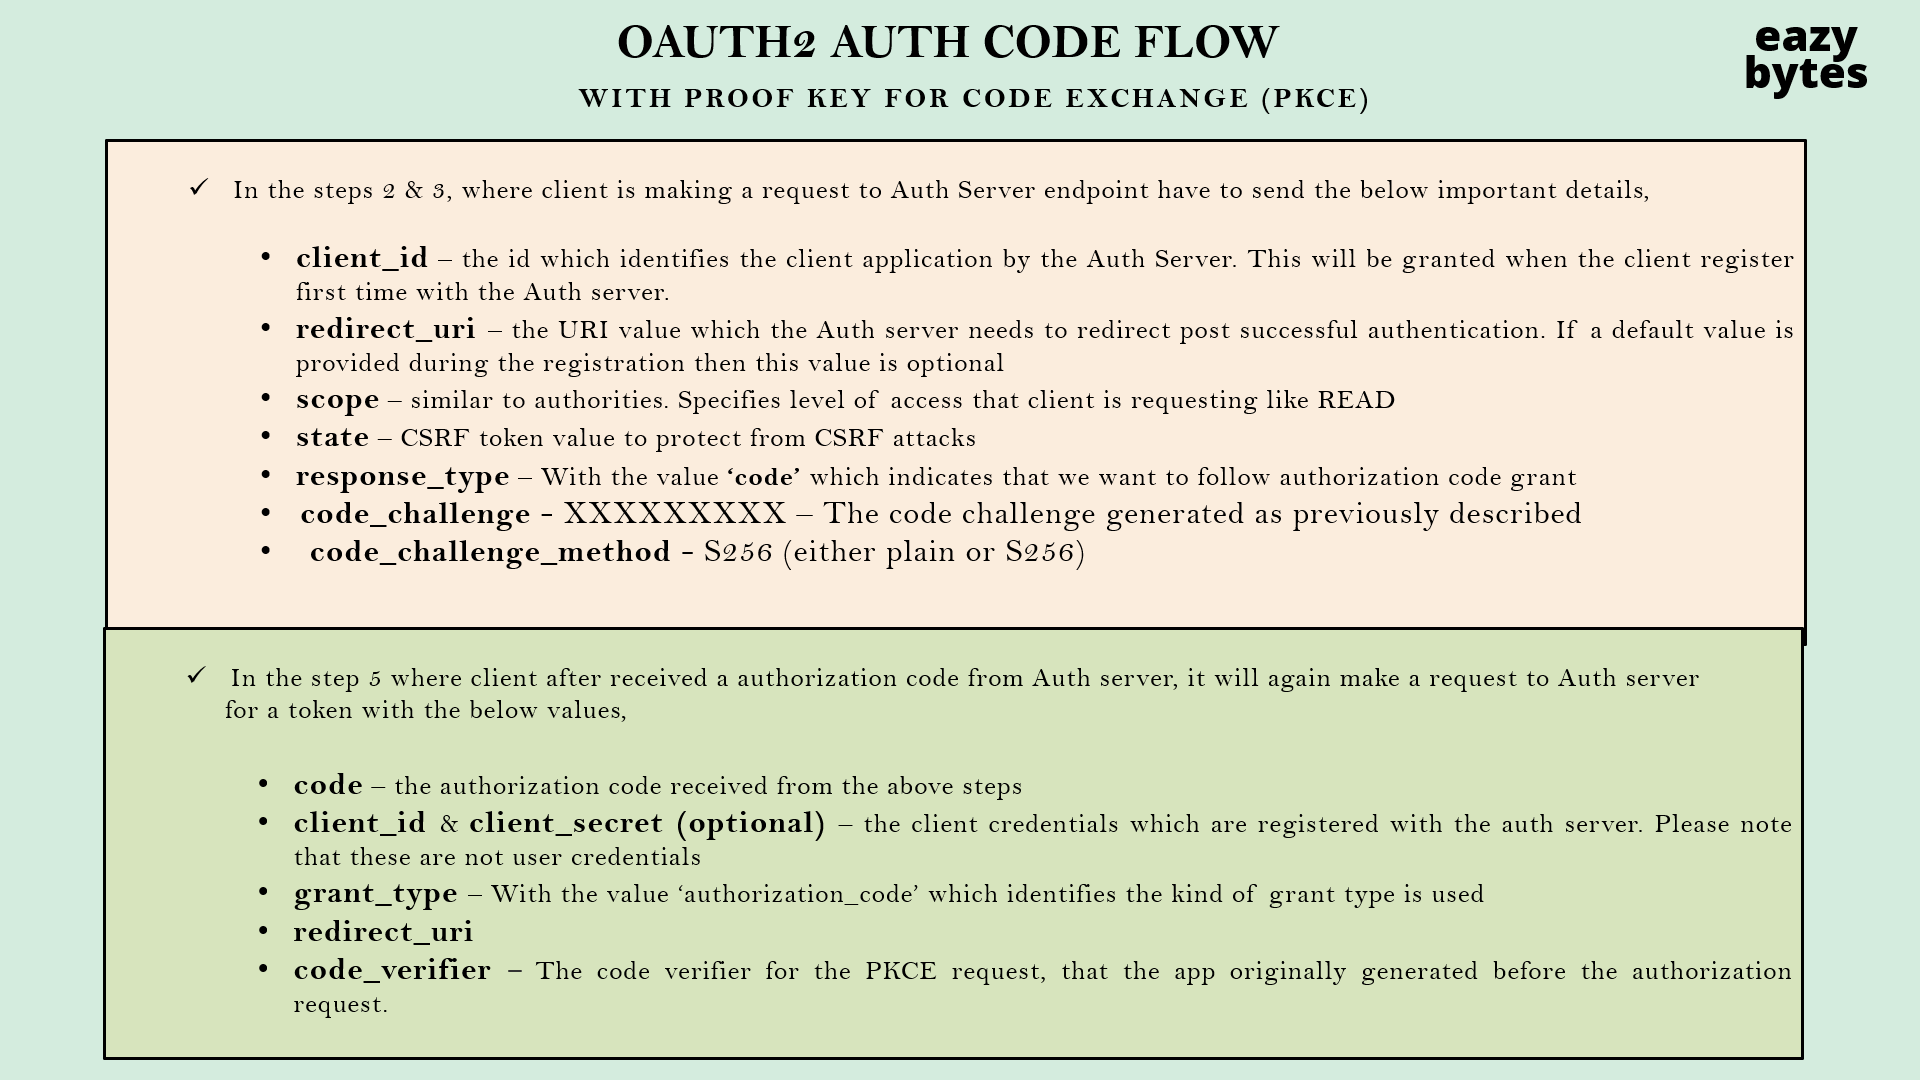 OAUTH2 AUTH CODE FLOW
eazy
bytes
WITH PROOF KEY FOR CODE EXCHANGE (PKCE)
✓ In the steps 2 & 3, where client is making a request to Auth Server endpoint have to send the below important details,
• client_id – the id which identifies the client application by the Auth Server. This will be granted when the client register
first time with the Auth server.
• redirect_uri – the URI value which the Auth server needs to redirect post successful authentication. If a default value is
provided during the registration then this value is optional
• scope – similar to authorities. Specifies level of access that client is requesting like READ
• state – CSRF token value to protect from CSRF attacks
• response_type – With the value ‘code’ which indicates that we want to follow authorization code grant
• code_challenge - XXXXXXXXX – The code challenge generated as previously described
• code_challenge_method - S256 (either plain or S256)
✓ In the step 5 where client after received a authorization code from Auth server, it will again make a request to Auth server
for a token with the below values,
• code – the authorization code received from the above steps
• client_id & client_secret (optional) – the client credentials which are registered with the auth server. Please note
that these are not user credentials
• grant_type – With the value ‘authorization_code’ which identifies the kind of grant type is used
• redirect_uri
• code_verifier – The code verifier for the PKCE request, that the app originally generated before the authorization
request.